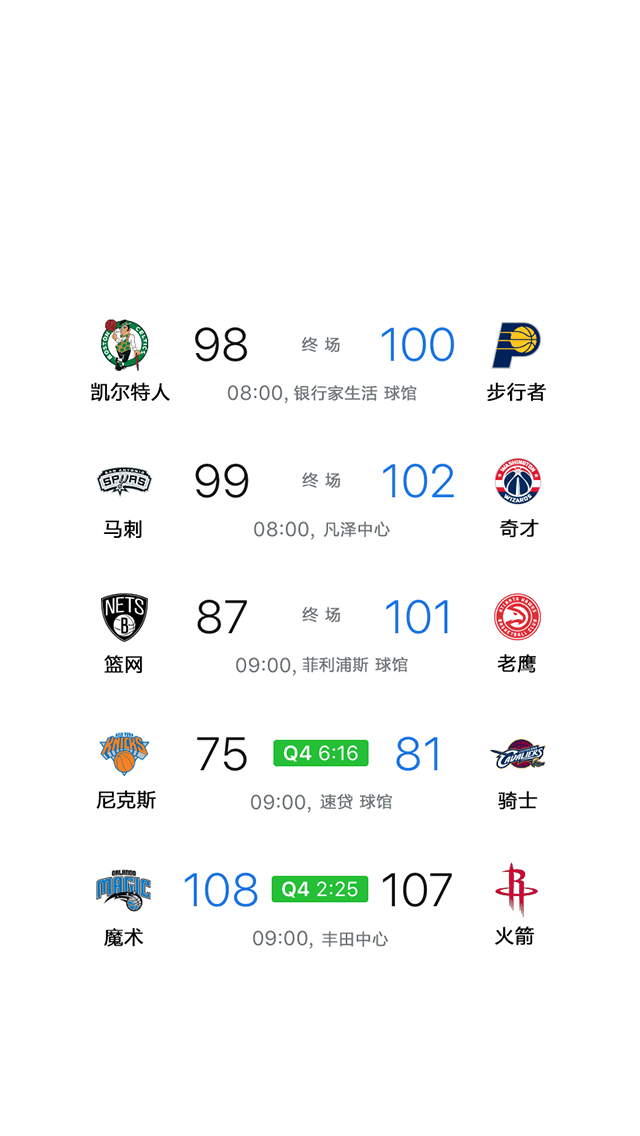 98 终 场 100
凯尔特人 08:00, 银行家生活 球馆 步行者
SAN ANTONIO
SPURS
99 终 场 102
WASHINGTON
WIZARDS
马刺 08:00, 凡泽中心 奇才
NETS
B
87 终 场 101
ATLANTA HAWKS
BASKETBALL CLUB
篮网 09:00, 菲利浦斯 球馆 老鹰
NEW YORK
KNICKS
75 Q4 6:16 81
CAVALIERS
尼克斯 09:00, 速贷 球馆 骑士
ORLANDO
MAGIC
108 Q4 2:25 107
R
魔术 09:00, 丰田中心 火箭
BOSTON CELTICS